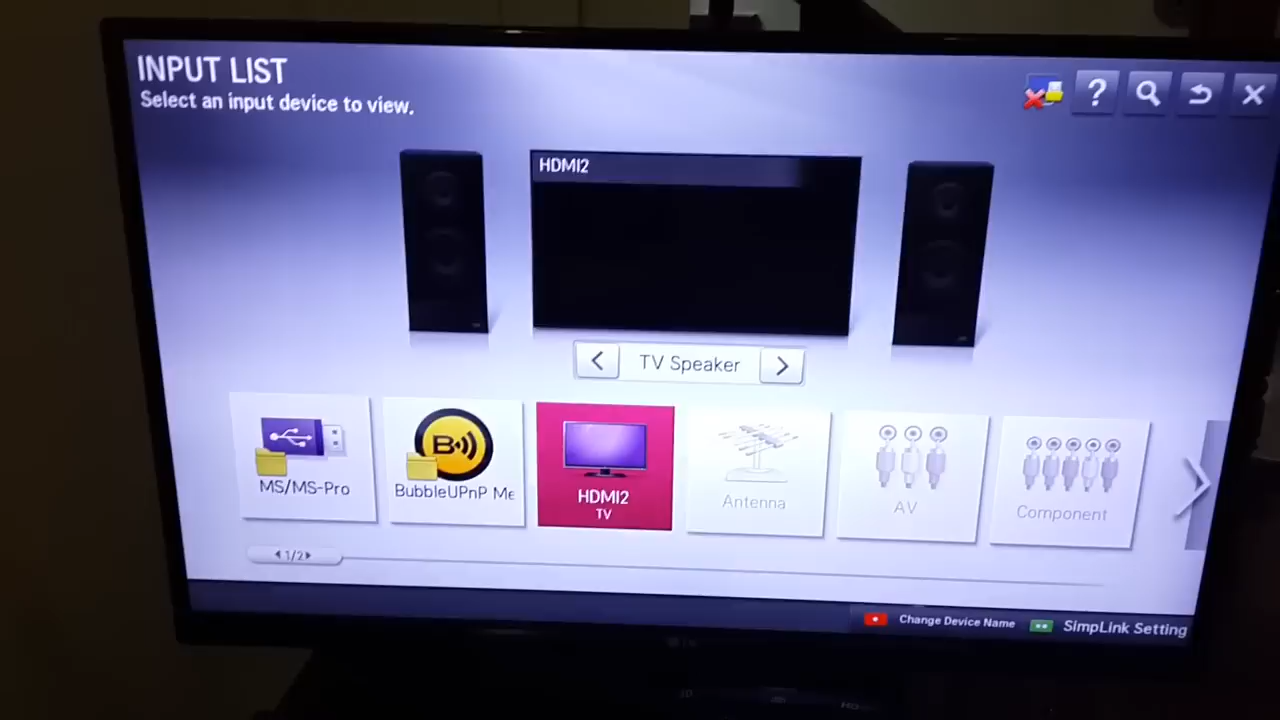 INPUT LIST
Select an input device to view.
?
HDMI2
TV Speaker
MS/MS-Pro
B
BubbleUPnP Me
HDMI2
TV
Antenna
AV
Component
1/2
Change Device Name
SimpLink Setting